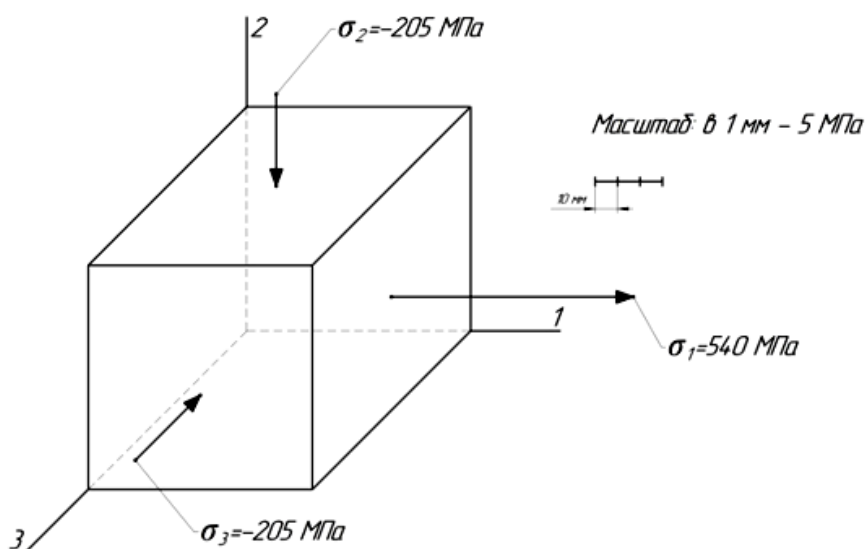 2
σ₂=-205 МПа
Масштаб: в 1 мм - 5 МПа
10 мм
1
σ₁=540 МПа
3
σ₃=-205 МПа